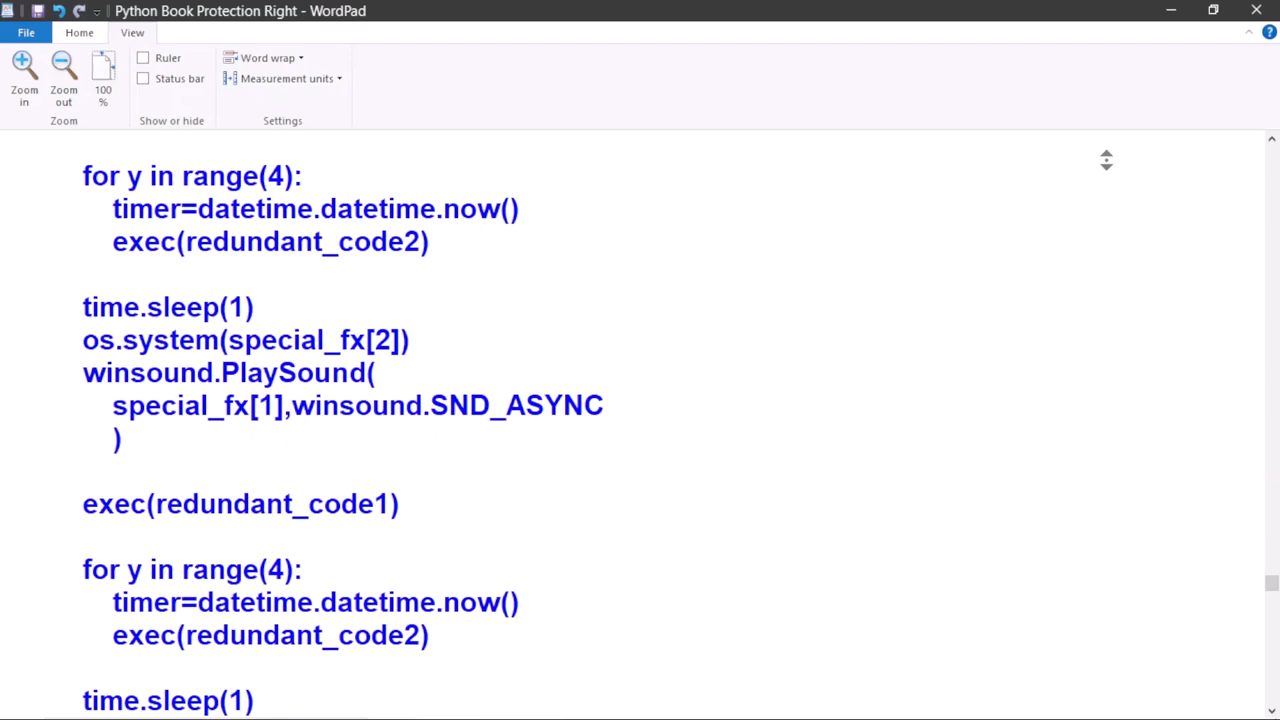 Python Book Protection Right - WordPad
File Home View
Zoom in
Zoom out
100 %
Zoom
Ruler
Status bar
Show or hide
Word wrap
Measurement units
Settings
for y in range(4):
    timer=datetime.datetime.now()
    exec(redundant_code2)
time.sleep(1)
os.system(special_fx[2])
winsound.PlaySound(
    special_fx[1],winsound.SND_ASYNC
    )
exec(redundant_code1)
for y in range(4):
    timer=datetime.datetime.now()
    exec(redundant_code2)
time.sleep(1)